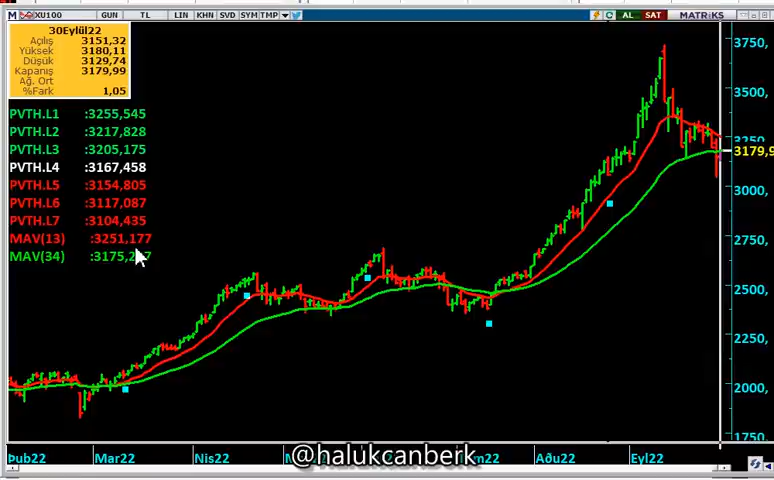 M XU100 GUN TL LIN KHN SVD SYM TMP AL SAT MATRiKS
30Eylül22
Açılış 3151,32
Yüksek 3180,11
Düşük 3129,74
Kapanış 3179,99
Ağ. Ort
%Fark 1,05
PVTH.L1 :3255,545
PVTH.L2 :3217,828
PVTH.L3 :3205,175
PVTH.L4 :3167,458
PVTH.L5 :3154,805
PVTH.L6 :3117,087
PVTH.L7 :3104,435
MAV(13) :3251,177
MAV(34)
3750,
3500,
3250,
3179,9
3000,
2750,
2500,
2250,
2000,
1750,
Þub22 Mar22 Nis22 Aðu22 Eyl22
@halukcanberk